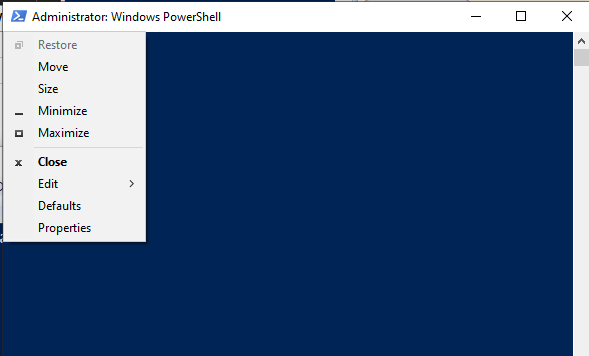 Administrator: Windows PowerShell
Restore
Move
Size
Minimize
Maximize
Close
Edit
Defaults
Properties